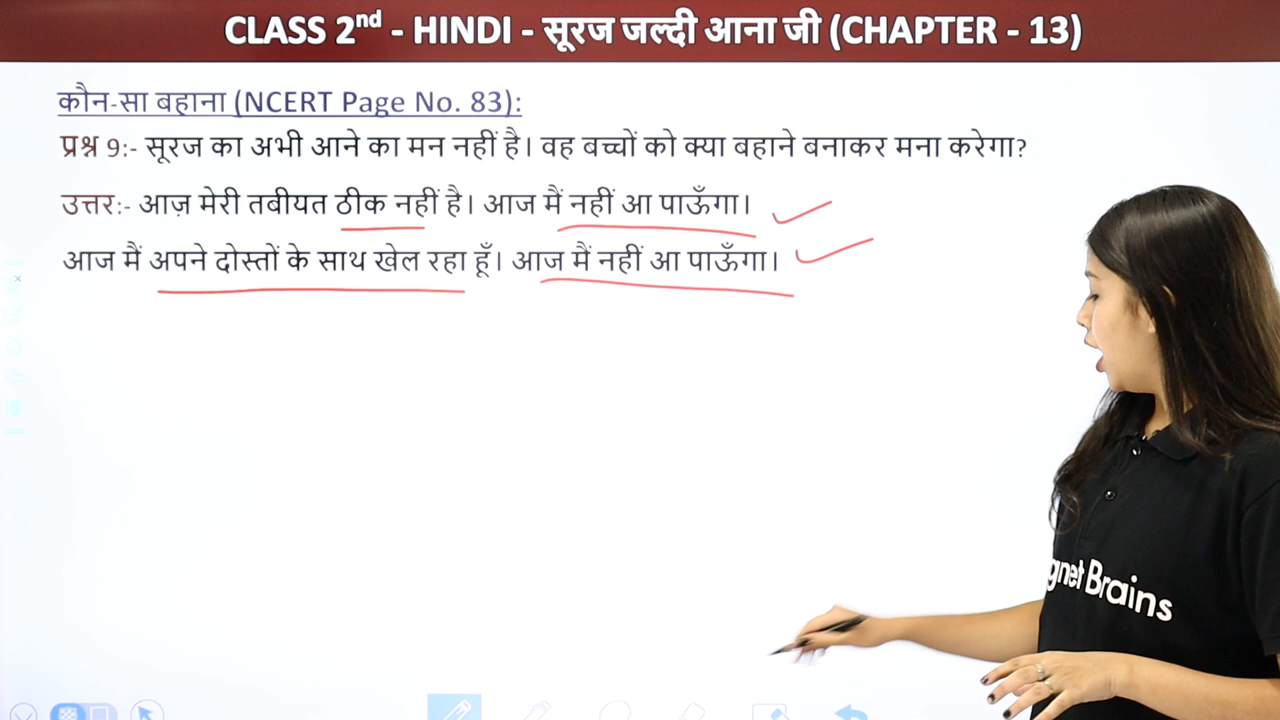 CLASS 2nd - HINDI - सूरज जल्दी आना जी (CHAPTER - 13)
कौन-सा बहाना (NCERT Page No. 83):
प्रश्न 9:- सूरज का अभी आने का मन नहीं है। वह बच्चों को क्या बहाने बनाकर मना करेगा?
उत्तर:- आज़ मेरी तबीयत ठीक नहीं है। आज मैं नहीं आ पाऊँगा।
आज मैं अपने दोस्तों के साथ खेल रहा हूँ। आज मैं नहीं आ पाऊँगा।
gnet Brains